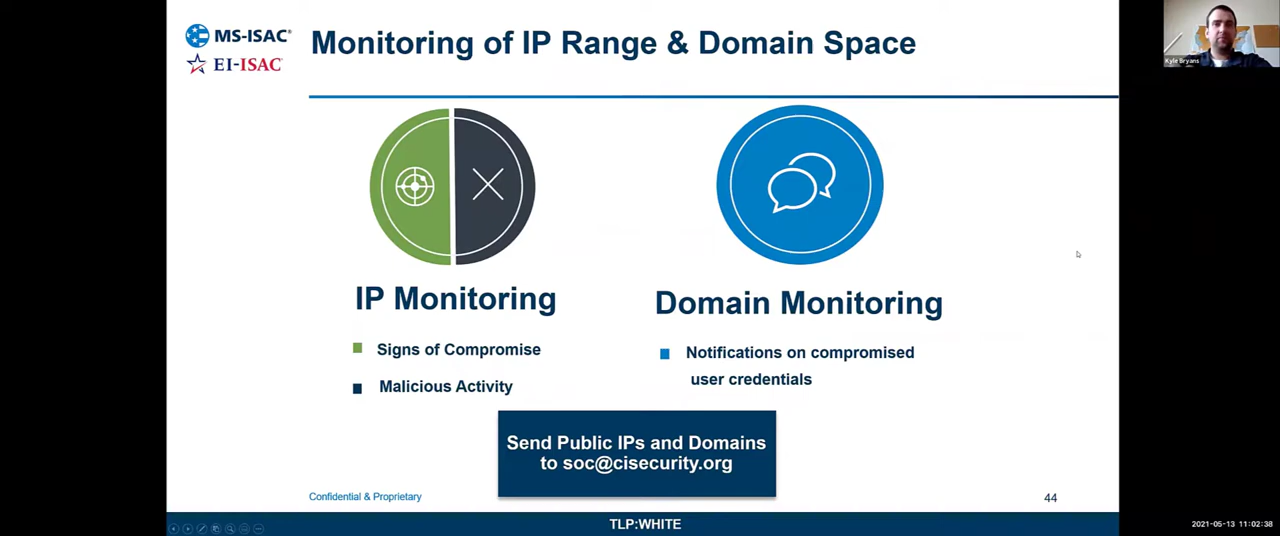 MS-ISAC®
EI-ISAC®
Monitoring of IP Range & Domain Space
Kyle Bryans
IP Monitoring
Signs of Compromise
Malicious Activity
Domain Monitoring
Notifications on compromised
user credentials
Send Public IPs and Domains
to soc@cisecurity.org
Confidential & Proprietary
44
TLP:WHITE
2021-05-13 11:02:38